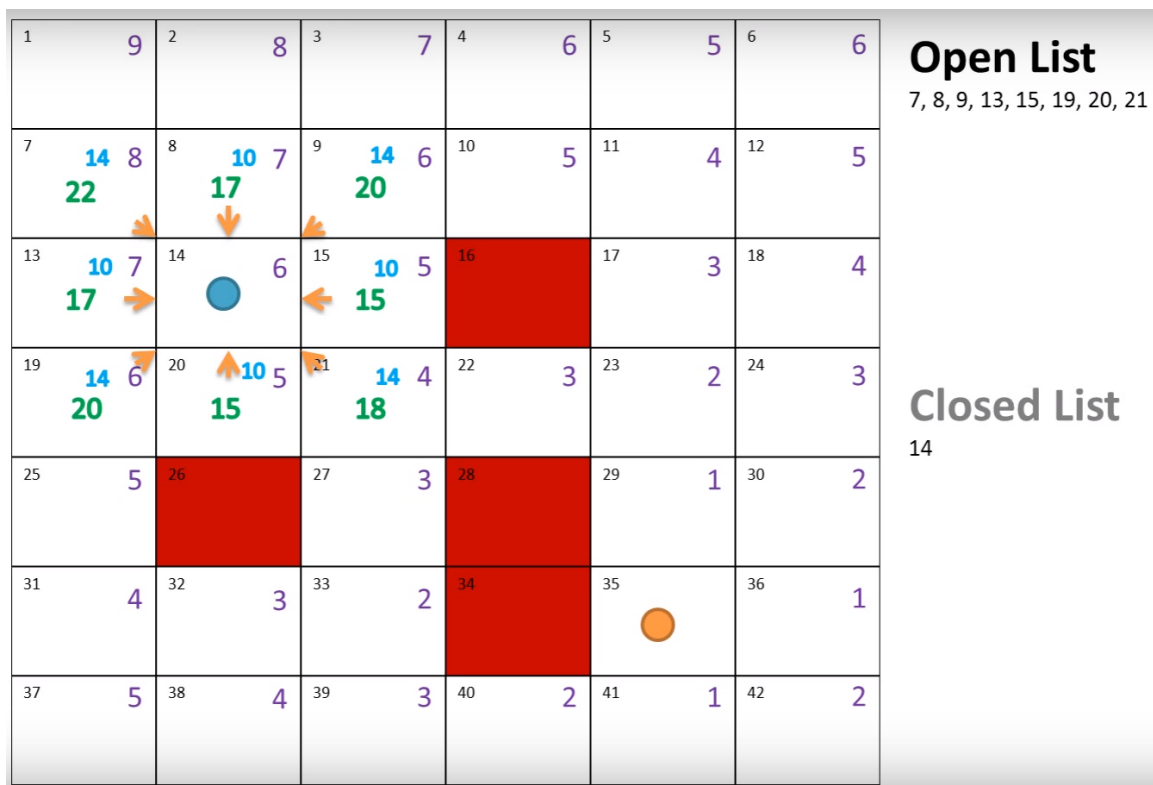 1 9 2 8 3 7 4 6 5 5 6 6
Open List
7, 8, 9, 13, 15, 19, 20, 21
7 14 8 8 10 7 9 14 6 10 5 11 4 12 5
22 17 20
13 10 7 14 6 15 10 5 16 17 3 18 4
17 15
19 14 6 20 10 5 21 14 4 22 3 23 2 24 3
20 15 18
Closed List
14
25 5 26 27 3 28 29 1 30 2
31 4 32 3 33 2 34 35 36 1
37 5 38 4 39 3 40 2 41 1 42 2